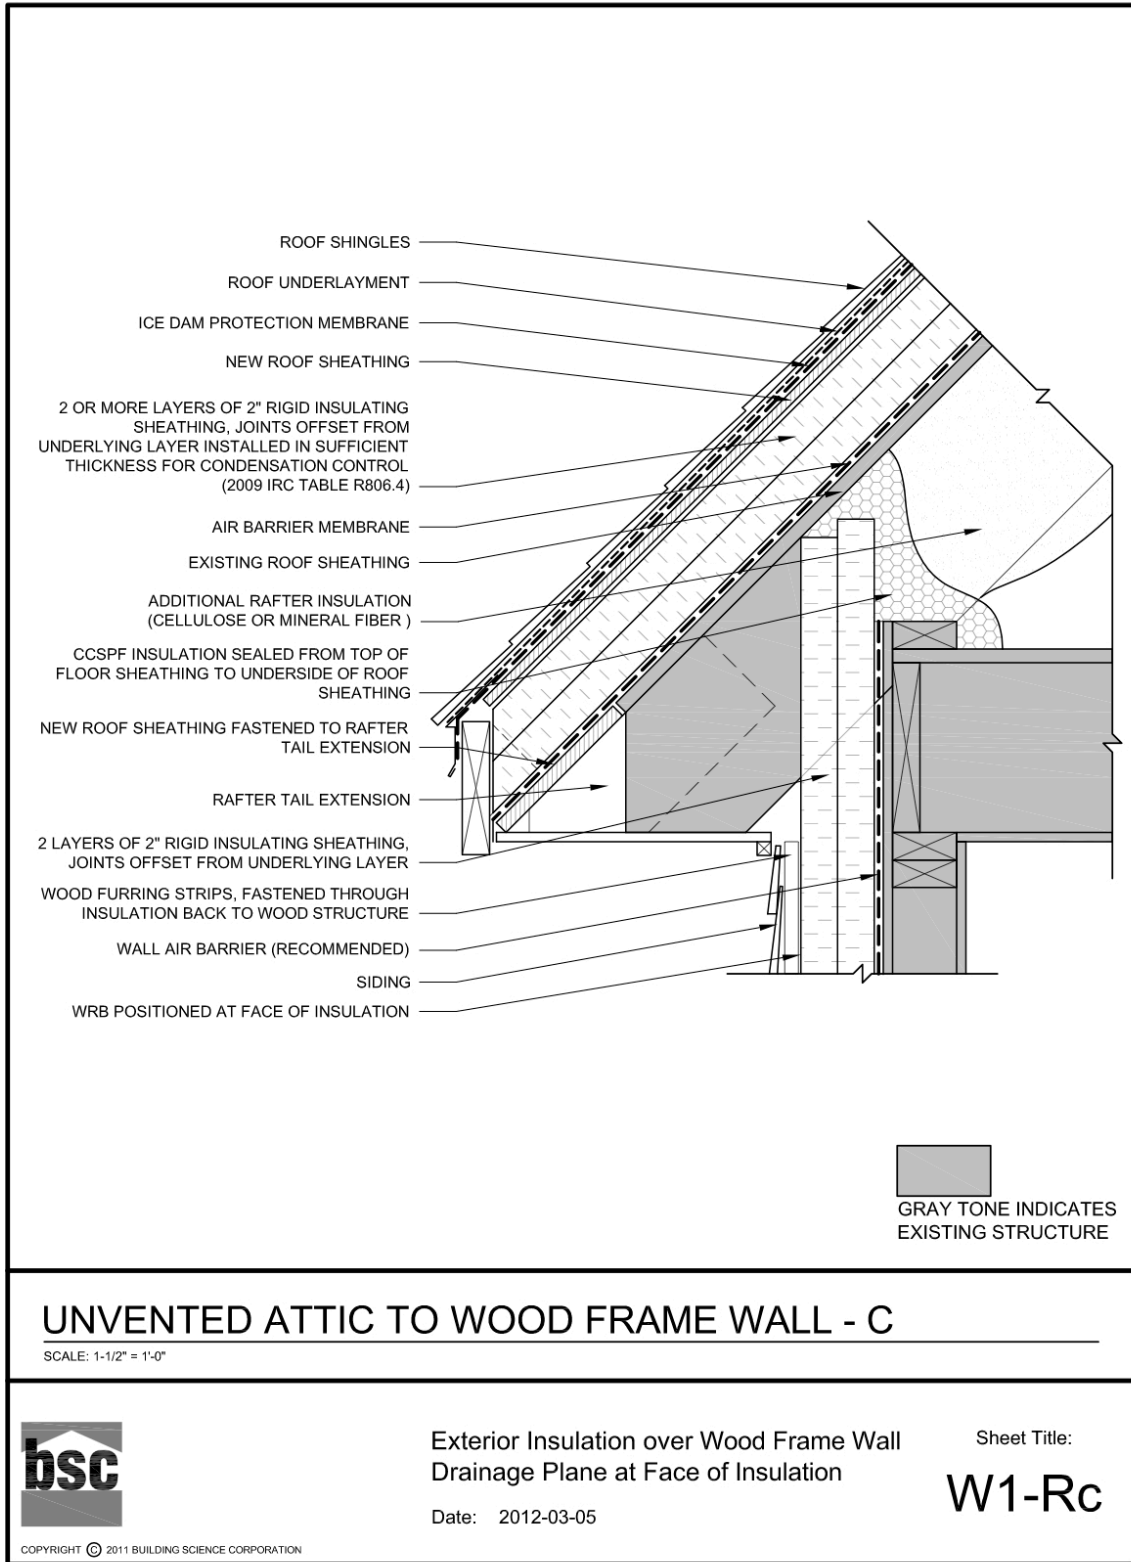 ROOF SHINGLES
ROOF UNDERLAYMENT
ICE DAM PROTECTION MEMBRANE
NEW ROOF SHEATHING
2 OR MORE LAYERS OF 2" RIGID INSULATING
SHEATHING, JOINTS OFFSET FROM
UNDERLYING LAYER INSTALLED IN SUFFICIENT
THICKNESS FOR CONDENSATION CONTROL
(2009 IRC TABLE R806.4)
AIR BARRIER MEMBRANE
EXISTING ROOF SHEATHING
ADDITIONAL RAFTER INSULATION
(CELLULOSE OR MINERAL FIBER )
CCSPF INSULATION SEALED FROM TOP OF
FLOOR SHEATHING TO UNDERSIDE OF ROOF
SHEATHING
NEW ROOF SHEATHING FASTENED TO RAFTER
TAIL EXTENSION
RAFTER TAIL EXTENSION
2 LAYERS OF 2" RIGID INSULATING SHEATHING,
JOINTS OFFSET FROM UNDERLYING LAYER
WOOD FURRING STRIPS, FASTENED THROUGH
INSULATION BACK TO WOOD STRUCTURE
WALL AIR BARRIER (RECOMMENDED)
SIDING
WRB POSITIONED AT FACE OF INSULATION
GRAY TONE INDICATES
EXISTING STRUCTURE
UNVENTED ATTIC TO WOOD FRAME WALL - C
SCALE: 1-1/2" = 1'-0"
bsc
COPYRIGHT © 2011 BUILDING SCIENCE CORPORATION
Exterior Insulation over Wood Frame Wall
Drainage Plane at Face of Insulation
Date: 2012-03-05
Sheet Title:
W1-Rc